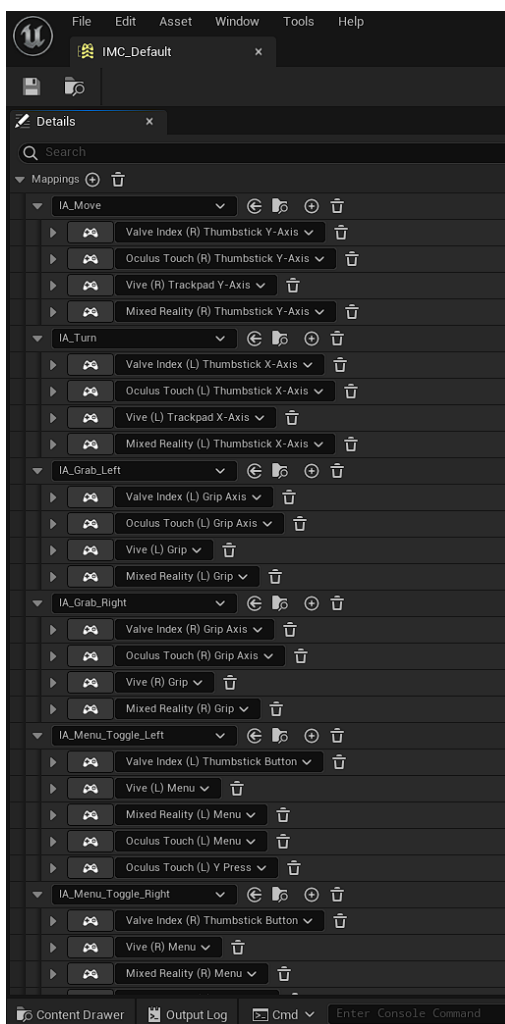 File Edit Asset Window Tools Help
IMC_Default
Details
Search
Mappings
IA_Move
Valve Index (R) Thumbstick Y-Axis
Oculus Touch (R) Thumbstick Y-Axis
Vive (R) Trackpad Y-Axis
Mixed Reality (R) Thumbstick Y-Axis
IA_Turn
Valve Index (L) Thumbstick X-Axis
Oculus Touch (L) Thumbstick X-Axis
Vive (L) Trackpad X-Axis
Mixed Reality (L) Thumbstick X-Axis
IA_Grab_Left
Valve Index (L) Grip Axis
Oculus Touch (L) Grip Axis
Vive (L) Grip
Mixed Reality (L) Grip
IA_Grab_Right
Valve Index (R) Grip Axis
Oculus Touch (R) Grip Axis
Vive (R) Grip
Mixed Reality (R) Grip
IA_Menu_Toggle_Left
Valve Index (L) Thumbstick Button
Vive (L) Menu
Mixed Reality (L) Menu
Oculus Touch (L) Menu
Oculus Touch (L) Y Press
IA_Menu_Toggle_Right
Valve Index (R) Thumbstick Button
Vive (R) Menu
Mixed Reality (R) Menu
Content Drawer Output Log Cmd Enter Console Command